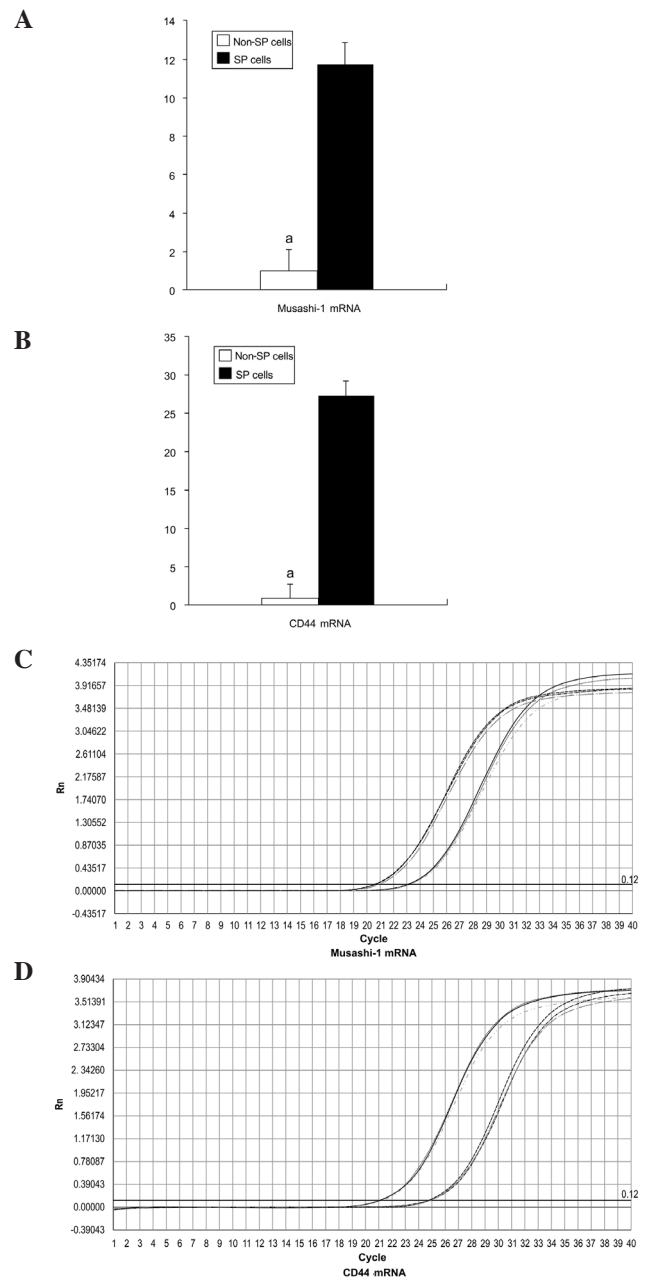 A
14
12
10
8
6
4
2
0
Non-SP cells
SP cells
a
Musashi-1 mRNA
B
35
30
25
20
15
10
5
0
Non-SP cells
SP cells
a
CD44 mRNA
C
4.35174
3.91657
3.48139
3.04622
2.61104
2.17587
1.74070
1.30552
0.87035
0.43517
0.00000
-0.43517
Rn
0.12
1 2 3 4 5 6 7 8 9 10 11 12 13 14 15 16 17 18 19 20 21 22 23 24 25 26 27 28 29 30 31 32 33 34 35 36 37 38 39 40
Cycle
Musashi-1 mRNA
D
3.90434
3.51391
3.12347
2.73304
2.34260
1.95217
1.56174
1.17130
0.78087
0.39043
0.00000
-0.39043
Rn
0.12
1 2 3 4 5 6 7 8 9 10 11 12 13 14 15 16 17 18 19 20 21 22 23 24 25 26 27 28 29 30 31 32 33 34 35 36 37 38 39 40
Cycle
CD44 mRNA